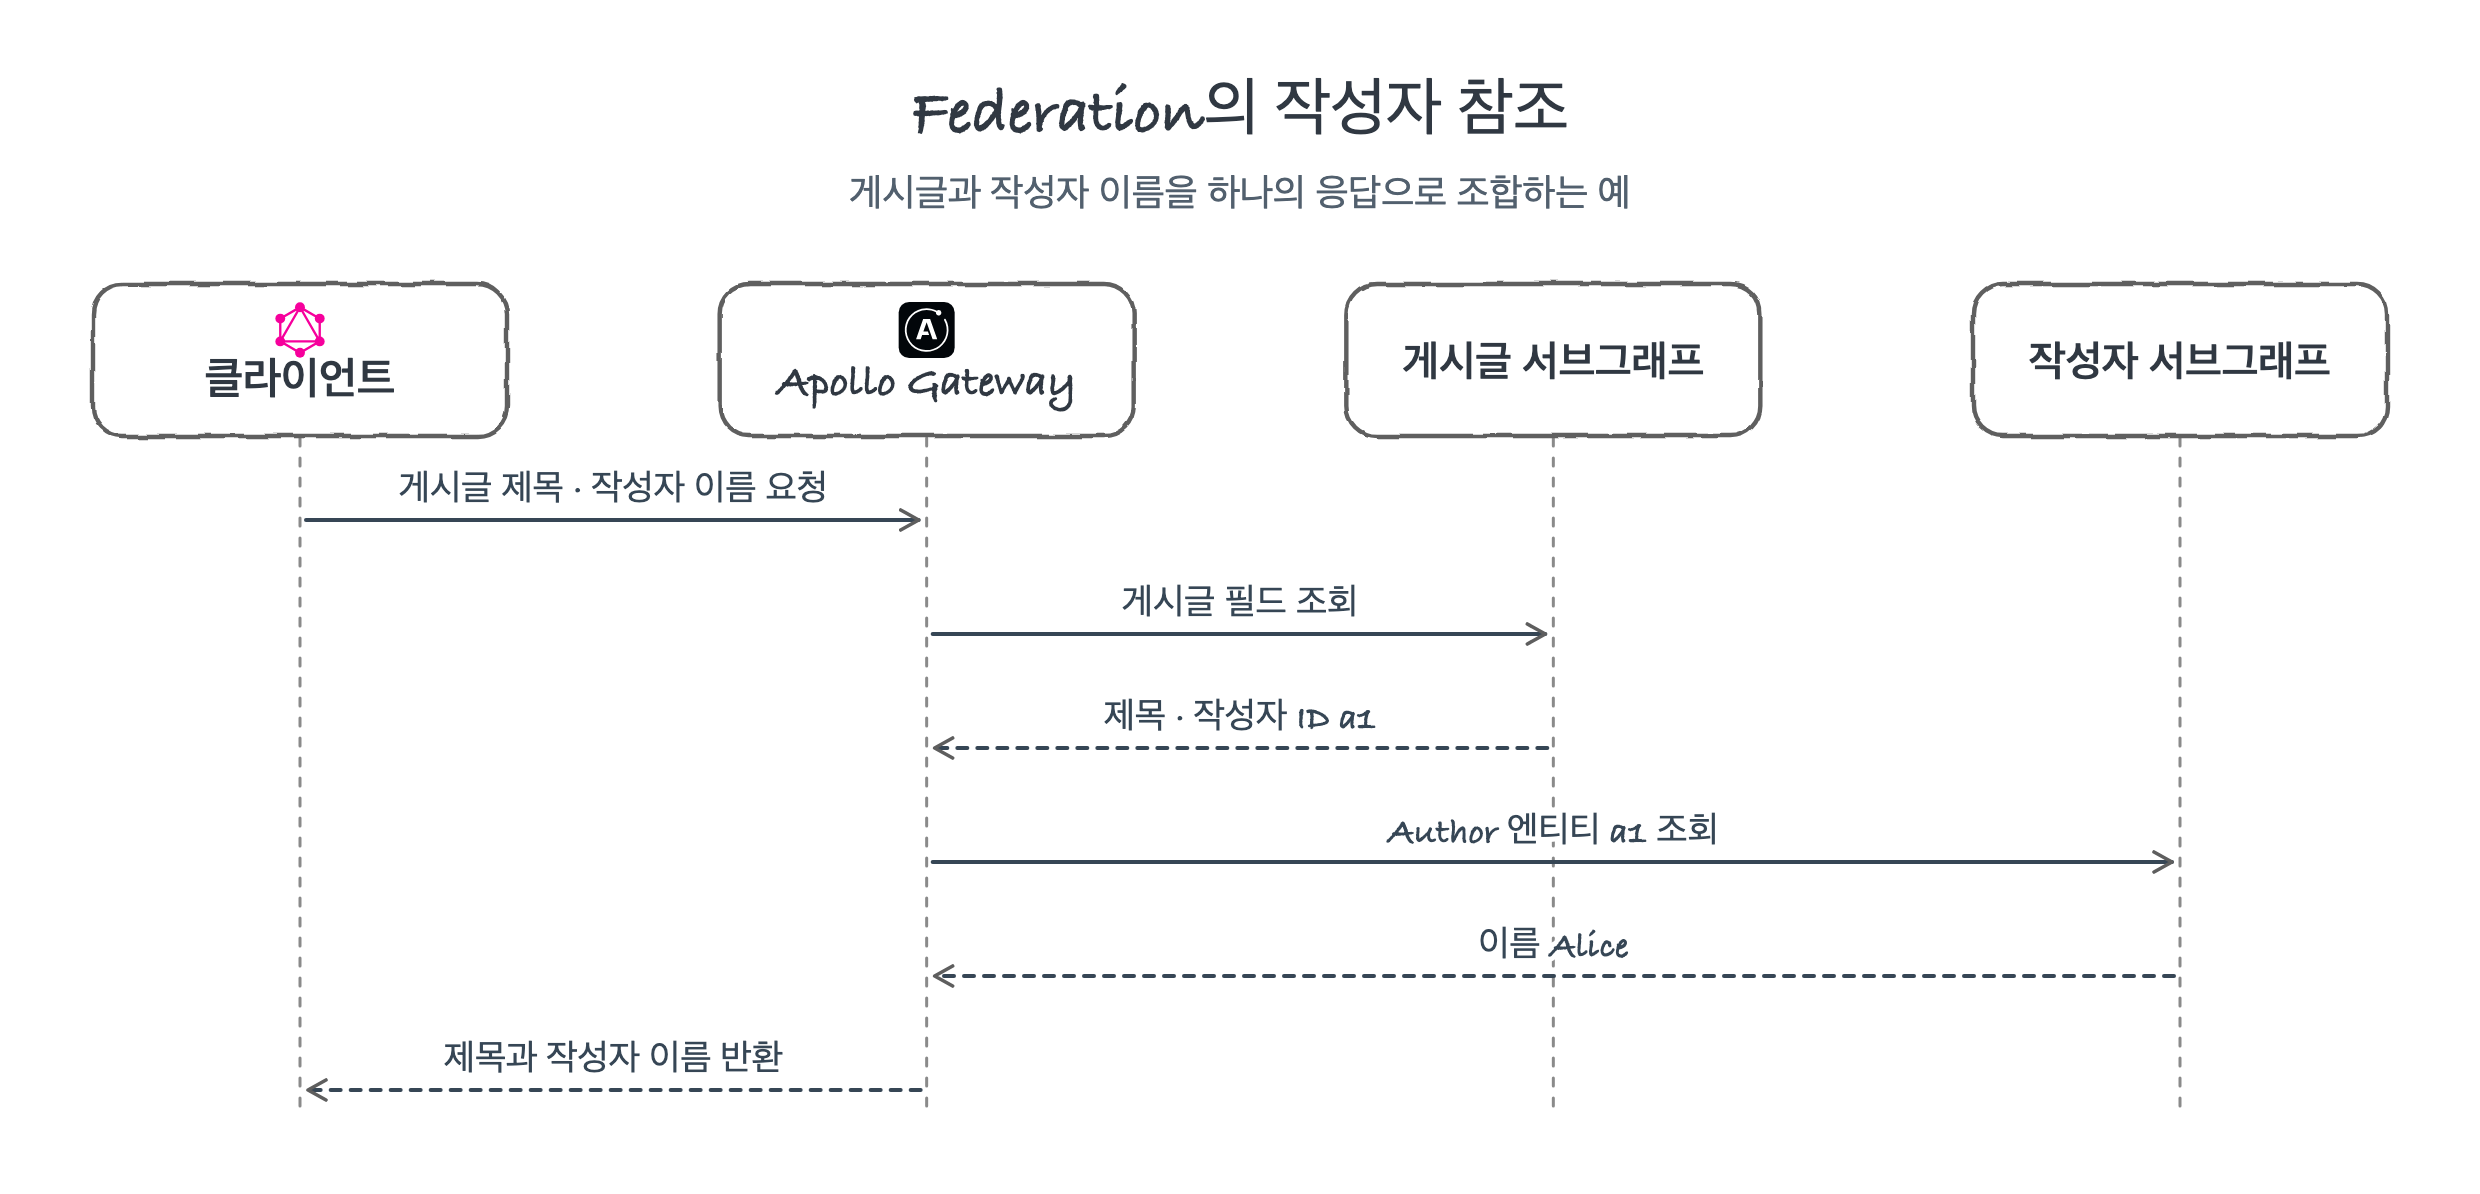 Federation의 작성자 참조
게시글과 작성자 이름을 하나의 응답으로 조합하는 예
클라이언트
A
Apollo Gateway
게시글 서브그래프
작성자 서브그래프
게시글 제목 · 작성자 이름 요청
게시글 필드 조회
제목 · 작성자 ID a1
Author 엔티티 a1 조회
이름 Alice
제목과 작성자 이름 반환